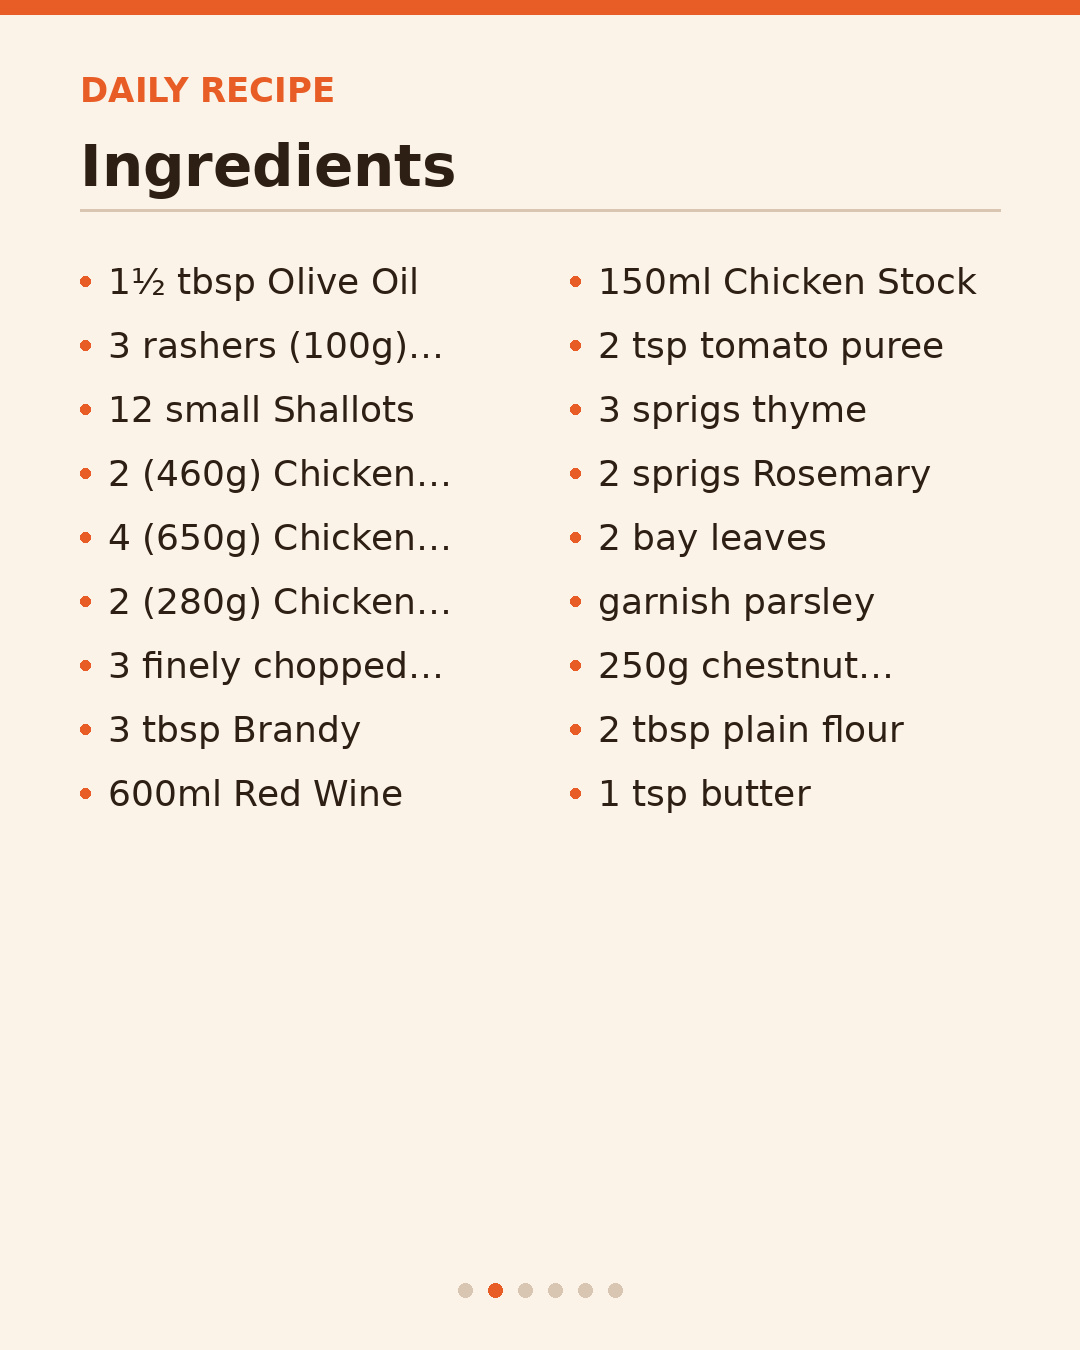 DAILY RECIPE
Ingredients
• 1½ tbsp Olive Oil
• 3 rashers (100g)…
• 12 small Shallots
• 2 (460g) Chicken…
• 4 (650g) Chicken…
• 2 (280g) Chicken…
• 3 finely chopped…
• 3 tbsp Brandy
• 600ml Red Wine
• 150ml Chicken Stock
• 2 tsp tomato puree
• 3 sprigs thyme
• 2 sprigs Rosemary
• 2 bay leaves
• garnish parsley
• 250g chestnut…
• 2 tbsp plain flour
• 1 tsp butter